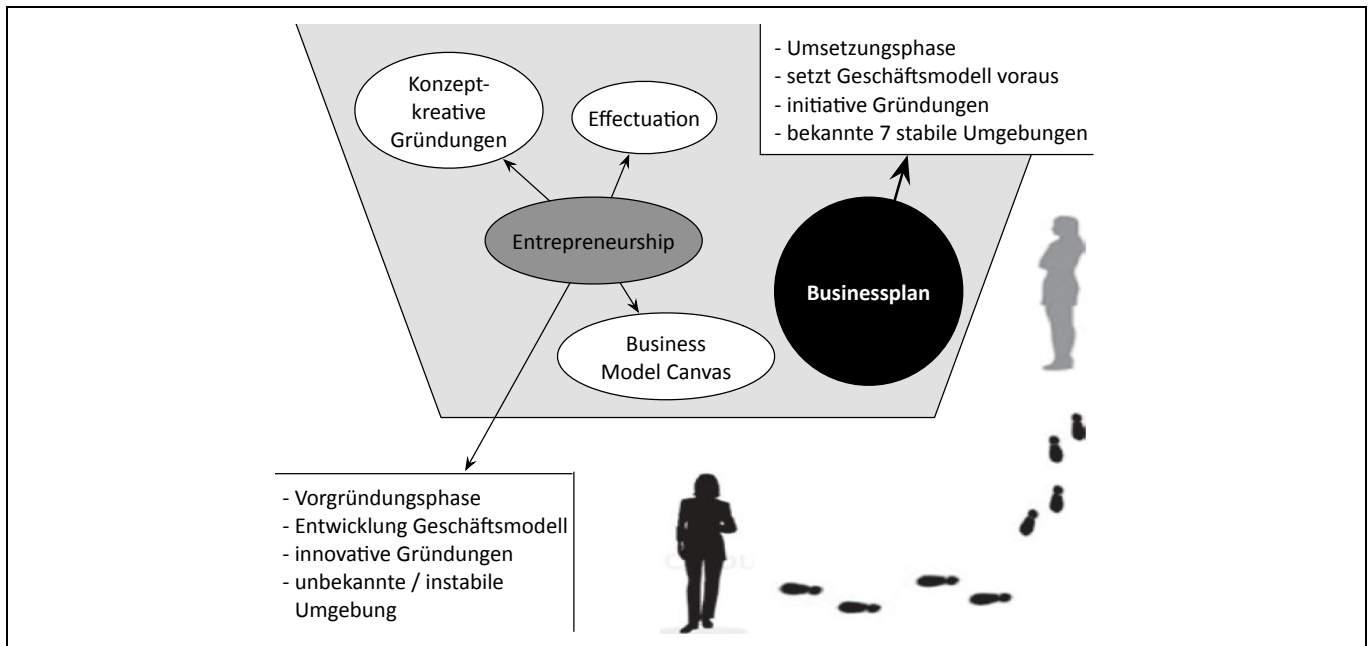 - Umsetzungsphase
- setzt Geschäftsmodell voraus
- initiative Gründungen
- bekannte 7 stabile Umgebungen
Konzept-
kreative
Gründungen
Effectuation
Entrepreneurship
Businessplan
Business
Model Canvas
- Vorgründungsphase
- Entwicklung Geschäftsmodell
- innovative Gründungen
- unbekannte / instabile
Umgebung